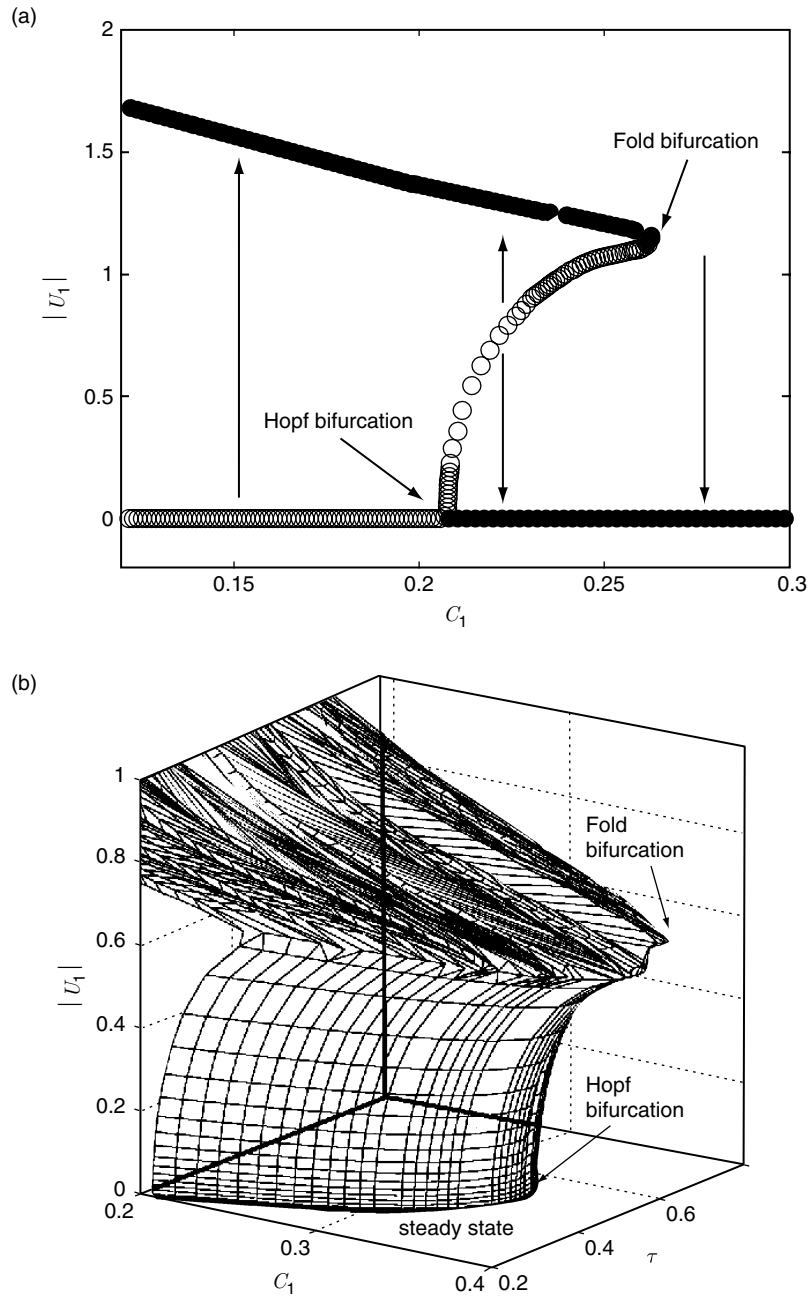 (a)
2
1.5
1
0.5
0
| U1 |
Fold bifurcation
Hopf bifurcation
0.15
0.2
0.25
0.3
C1
(b)
1
0.8
0.6
0.4
0.2
0
| U1 |
Fold
bifurcation
Hopf
bifurcation
steady state
0.2
0.3
0.4
C1
0.2
0.4
0.6
τ